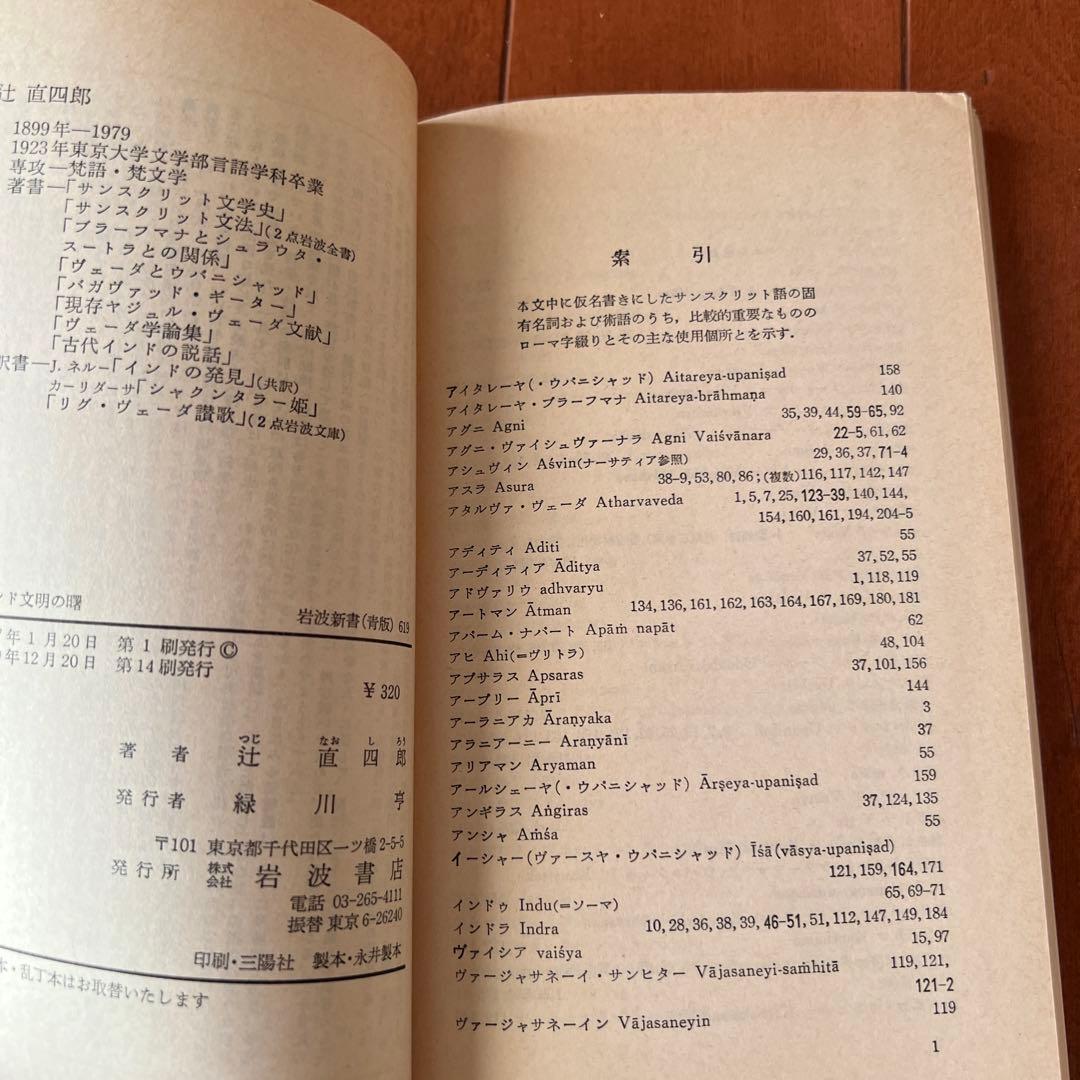 辻 直四郎
1899年―1979
1923年東京大学文学部言語学科卒業
専攻―梵語・梵文学
著書―「サンスクリット文学史」
「サンスクリット文法」(2点岩波全書)
「ブラーフマナとシュラウタ・
スートラとの関係」
「ヴェーダとウパニシャッド」
「バガヴァッド・ギーター」
「現存ヤジュル・ヴェーダ文献」
「ヴェーダ学論集」
「古代インドの説話」
訳書―J. ネルー「インドの発見」(共訳)
カーリダーサ「シャクンタラー姫」
「リグ・ヴェーダ讃歌」(2点岩波文庫)
ンド文明の曙
岩波新書(青版) 619
7年1月20日 第1刷発行©
9年12月20日 第14刷発行
¥320
著者 辻 直四郎
つじ なお し ろう
発行者 緑川 亨
〒101 東京都千代田区一ツ橋2-5-5
発行所 株式会社 岩波書店
電話 03-265-4111
振替 東京 6-26240
印刷・三陽社 製本・永井製本
本・乱丁本はお取替いたします
索引
本文中に仮名書きにしたサンスクリット語の固
有名詞および術語のうち,比較的重要なものの
ローマ字綴りとその主な使用個所とを示す.
アイタレーヤ(・ウパニシャッド) Aitareya-upaniṣad 158
アイタレーヤ・ブラーフマナ Aitareya-brāhmaṇa 140
アグニ Agni 35, 39, 44, 59-65, 92
アグニ・ヴァイシュヴァーナラ Agni Vaiśvānara 22-5, 61, 62
アシュヴィン Aśvin(ナーサティア参照) 29, 36, 37, 71-4
アスラ Asura 38-9, 53, 80, 86;(複数)116, 117, 142, 147
アタルヴァ・ヴェーダ Atharvaveda 1, 5, 7, 25, 123-39, 140, 144,
154, 160, 161, 194, 204-5
アディティ Aditi 55
アーディティア Āditya 37, 52, 55
アドヴァリウ adhvaryu 1, 118, 119
アートマン Ātman 134, 136, 161, 162, 163, 164, 167, 169, 180, 181
アパーム・ナパート Apāṁ napāt 62
アヒ Ahi(=ヴリトラ) 48, 104
アプサラス Apsaras 37, 101, 156
アープリー Āprī 144
アーラニアカ Āraṇyaka 3
アラニアーニー Araṇyānī 37
アリアマン Aryaman 55
アールシェーヤ(・ウパニシャッド) Ārṣeya-upaniṣad 159
アンギラス Aṅgiras 37, 124, 135
アンシャ Aṁśa 55
イーシャー(ヴァースヤ・ウパニシャッド) Īśā(vāsya-upaniṣad)
121, 159, 164, 171
インドゥ Indu(=ソーマ) 65, 69-71
インドラ Indra 10, 28, 36, 38, 39, 46-51, 51, 112, 147, 149, 184
ヴァイシア vaiśya 15, 97
ヴァージャサネーイ・サンヒター Vājasaneyi-saṁhitā 119, 121,
121-2
ヴァージャサネーイン Vājasaneyin 119
1